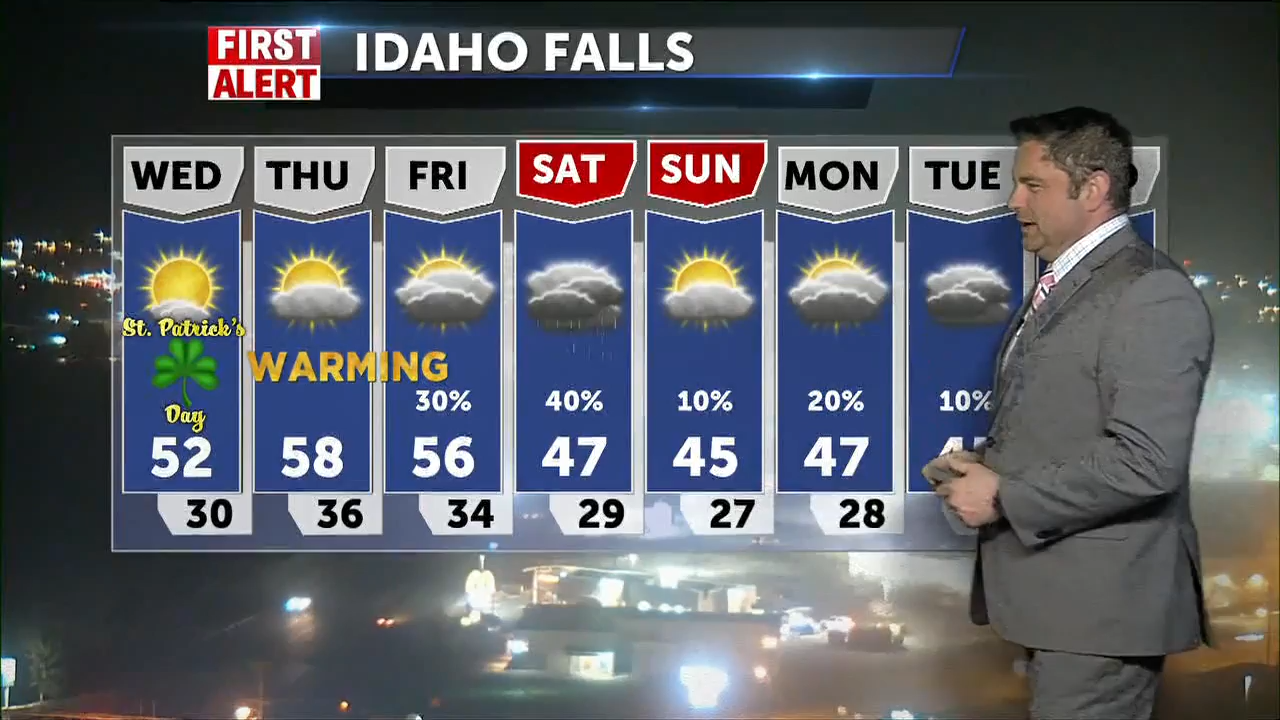 FIRST
ALERT
IDAHO FALLS
WED THU FRI SAT SUN MON TUE
St. Patrick's
WARMING
Day
30% 40% 10% 20% 10%
52 58 56 47 45 47
30 36 34 29 27 28